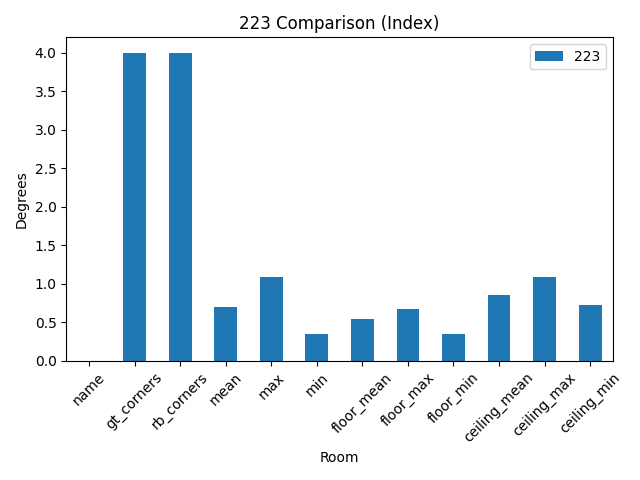 223 Comparison (Index)
223
Degrees
4.0
3.5
3.0
2.5
2.0
1.5
1.0
0.5
0.0
name
gt_corners
rb_corners
mean
max
min
floor_mean
floor_max
floor_min
ceiling_mean
ceiling_max
ceiling_min
Room